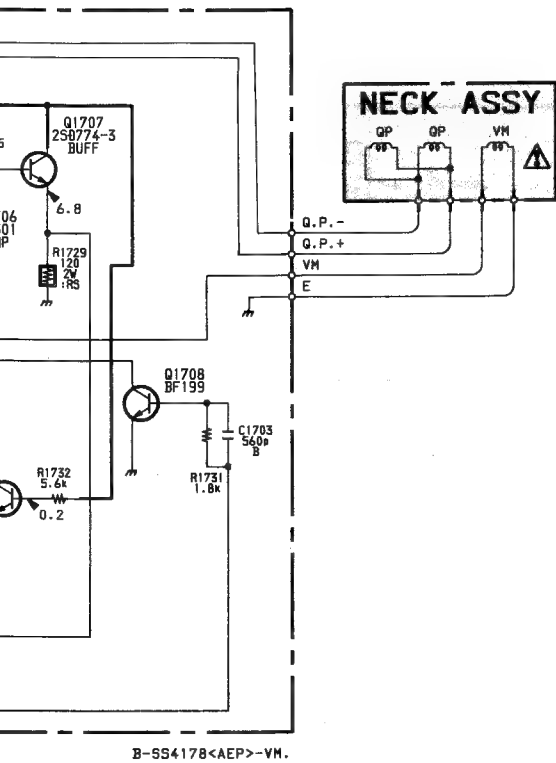 NECK ASSY
QP QP VM
Q1707
2S0774-3
BUFF
6.8
R1729
120
2W
:RS
Q.P.-
Q.P.+
VM
E
Q1708
BF199
C1703
560p
B
R1731
1.8k
R1732
5.6k
0.2
B-SS4178<AEP>-VM.